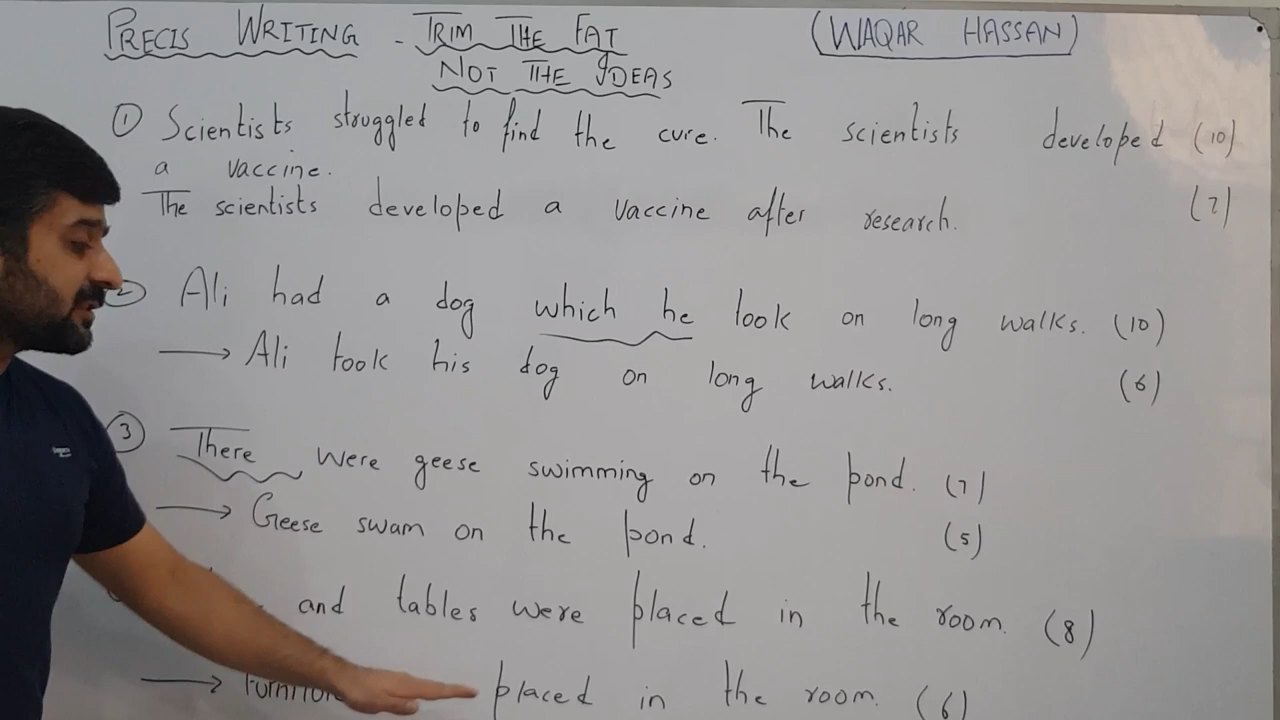 PRECIS WRITING - TRIM THE FAT (WAQAR HASSAN)
NOT THE IDEAS
① Scientists struggled to find the cure. The scientists developed (10)
a vaccine.
The scientists developed a vaccine after research. (7)
② Ali had a dog which he took on long walks. (10)
→ Ali took his dog on long walks. (6)
③ There were geese swimming on the pond. (7)
→ Geese swam on the pond. (5)
and tables were placed in the room. (8)
→ placed in the room. (6)